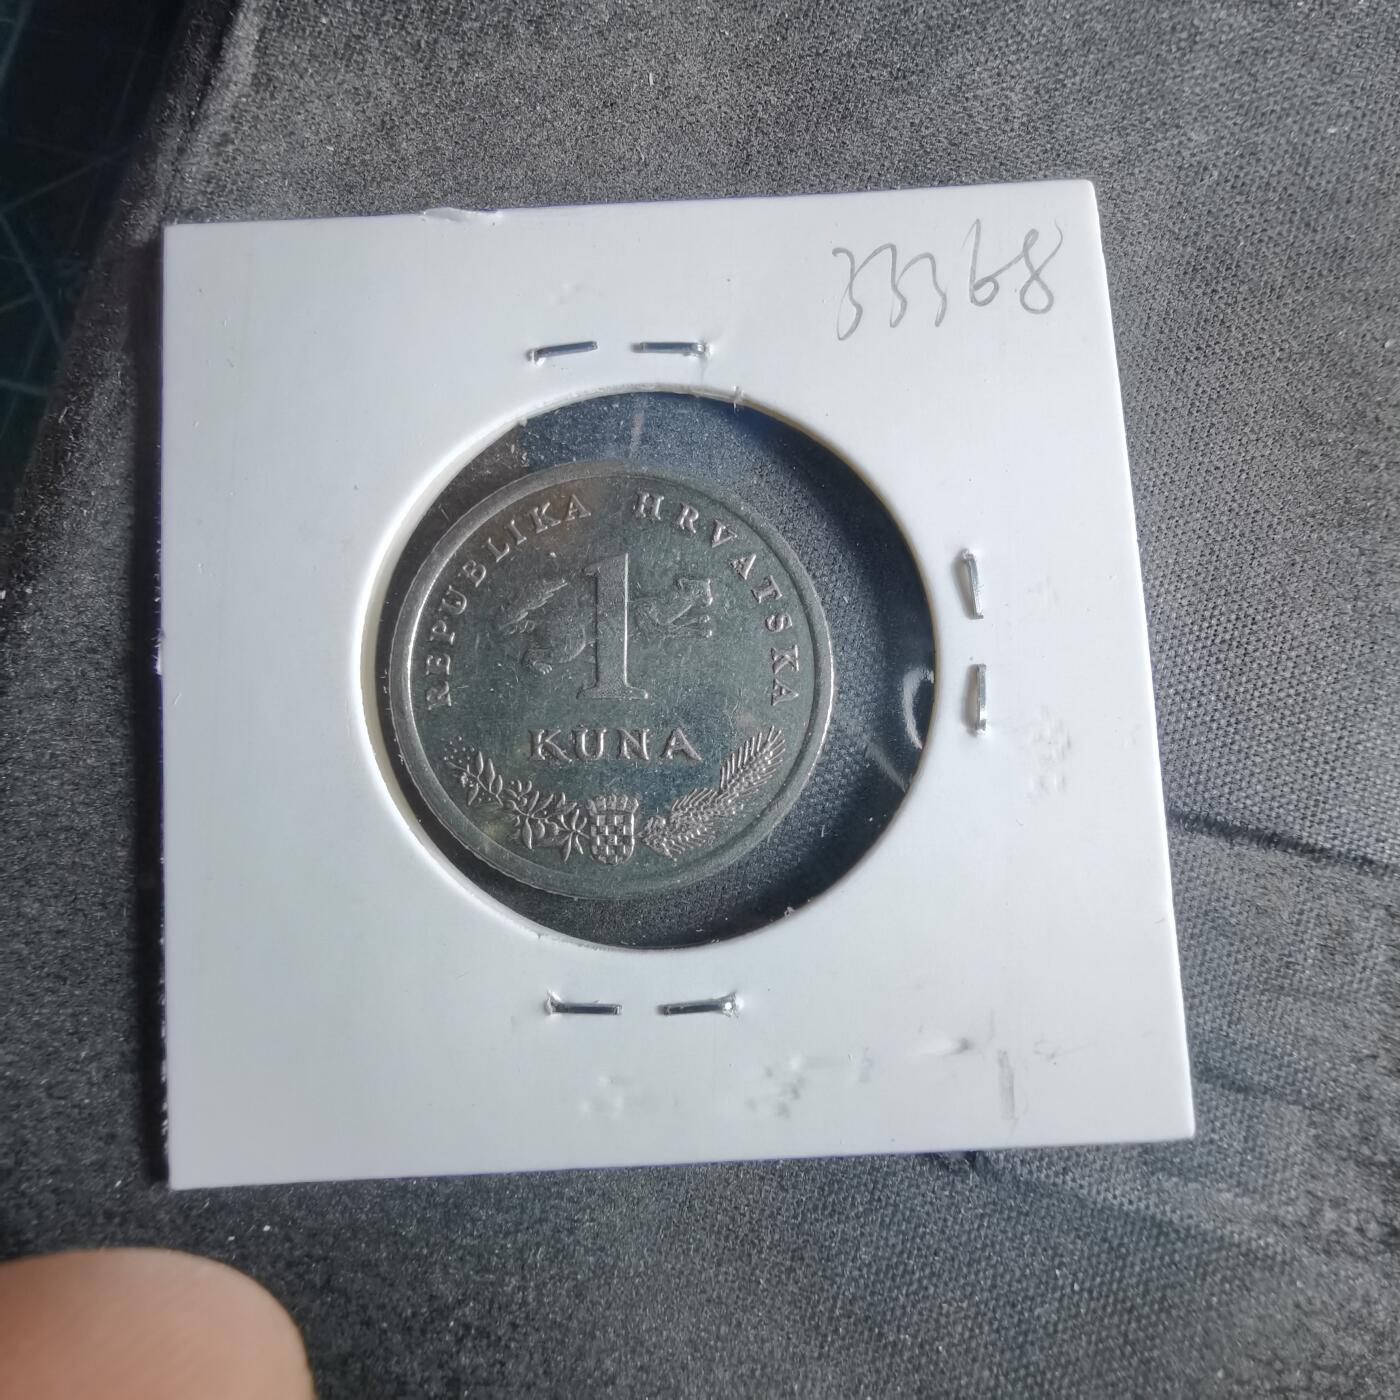 33368
REPUBLIKA HRVATSKA
1
KUNA